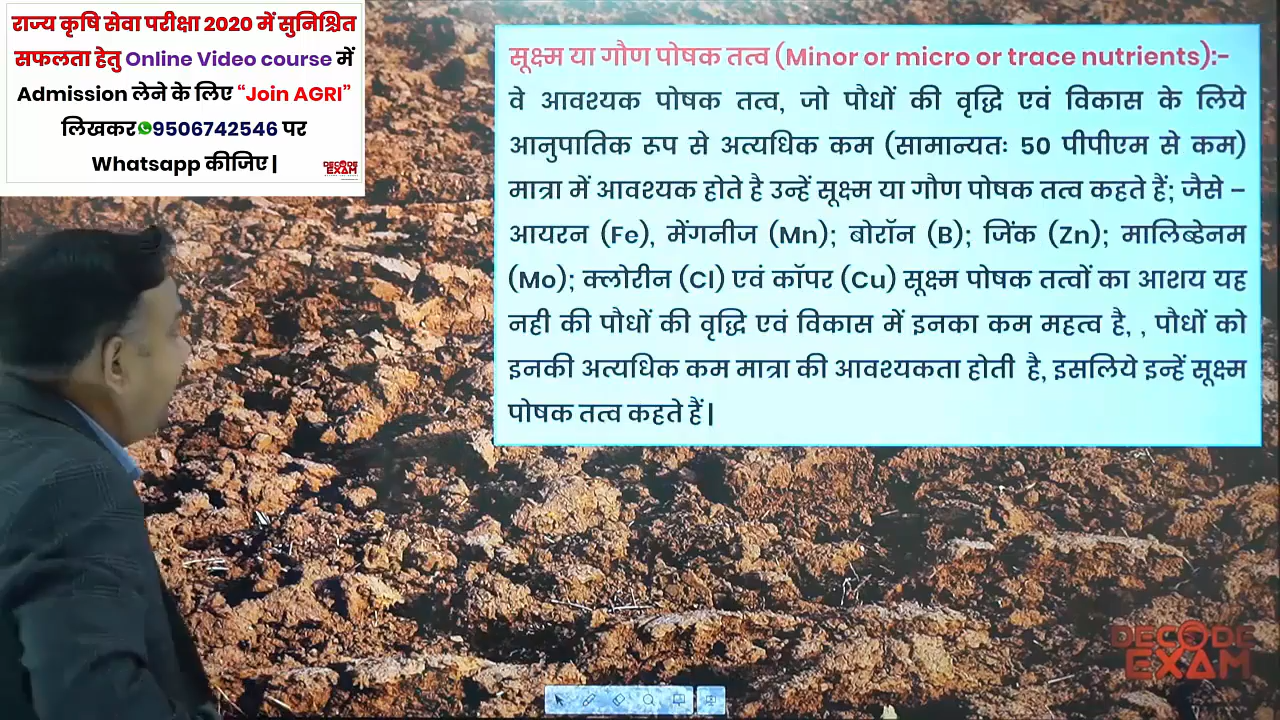 राज्य कृषि सेवा परीक्षा 2020 में सुनिश्चित
सफलता हेतु Online Video course में
Admission लेने के लिए “Join AGRI”
लिखकर 9506742546 पर
Whatsapp कीजिए |
DECODE
EXAM
सूक्ष्म या गौण पोषक तत्व (Minor or micro or trace nutrients):-
वे आवश्यक पोषक तत्व, जो पौधों की वृद्धि एवं विकास के लिये
आनुपातिक रूप से अत्यधिक कम (सामान्यतः 50 पीपीएम से कम)
मात्रा में आवश्यक होते है उन्हें सूक्ष्म या गौण पोषक तत्व कहते हैं; जैसे –
आयरन (Fe), मेंगनीज (Mn); बोरॉन (B); जिंक (Zn); मालिब्डेनम
(Mo); क्लोरीन (Cl) एवं कॉपर (Cu) सूक्ष्म पोषक तत्वों का आशय यह
नही की पौधों की वृद्धि एवं विकास में इनका कम महत्व है, , पौधों को
इनकी अत्यधिक कम मात्रा की आवश्यकता होती है, इसलिये इन्हें सूक्ष्म
पोषक तत्व कहते हैं |
DECODE
EXAM